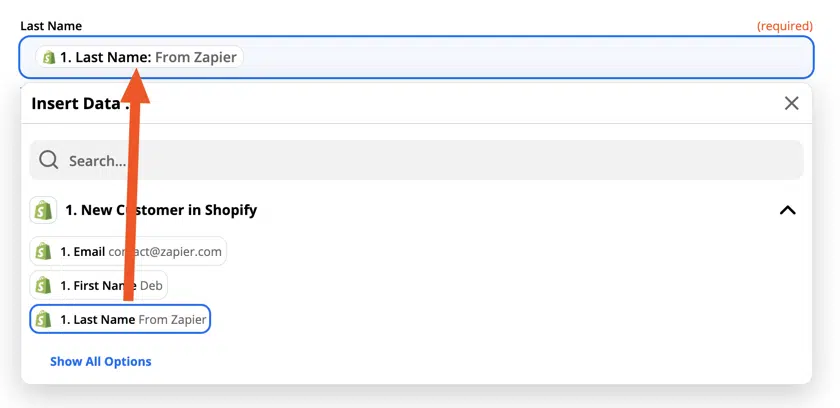 Last Name (required)
1. Last Name: From Zapier
Insert Data .
Search...
1. New Customer in Shopify
1. Email contact@zapier.com
1. First Name Deb
1. Last Name From Zapier
Show All Options